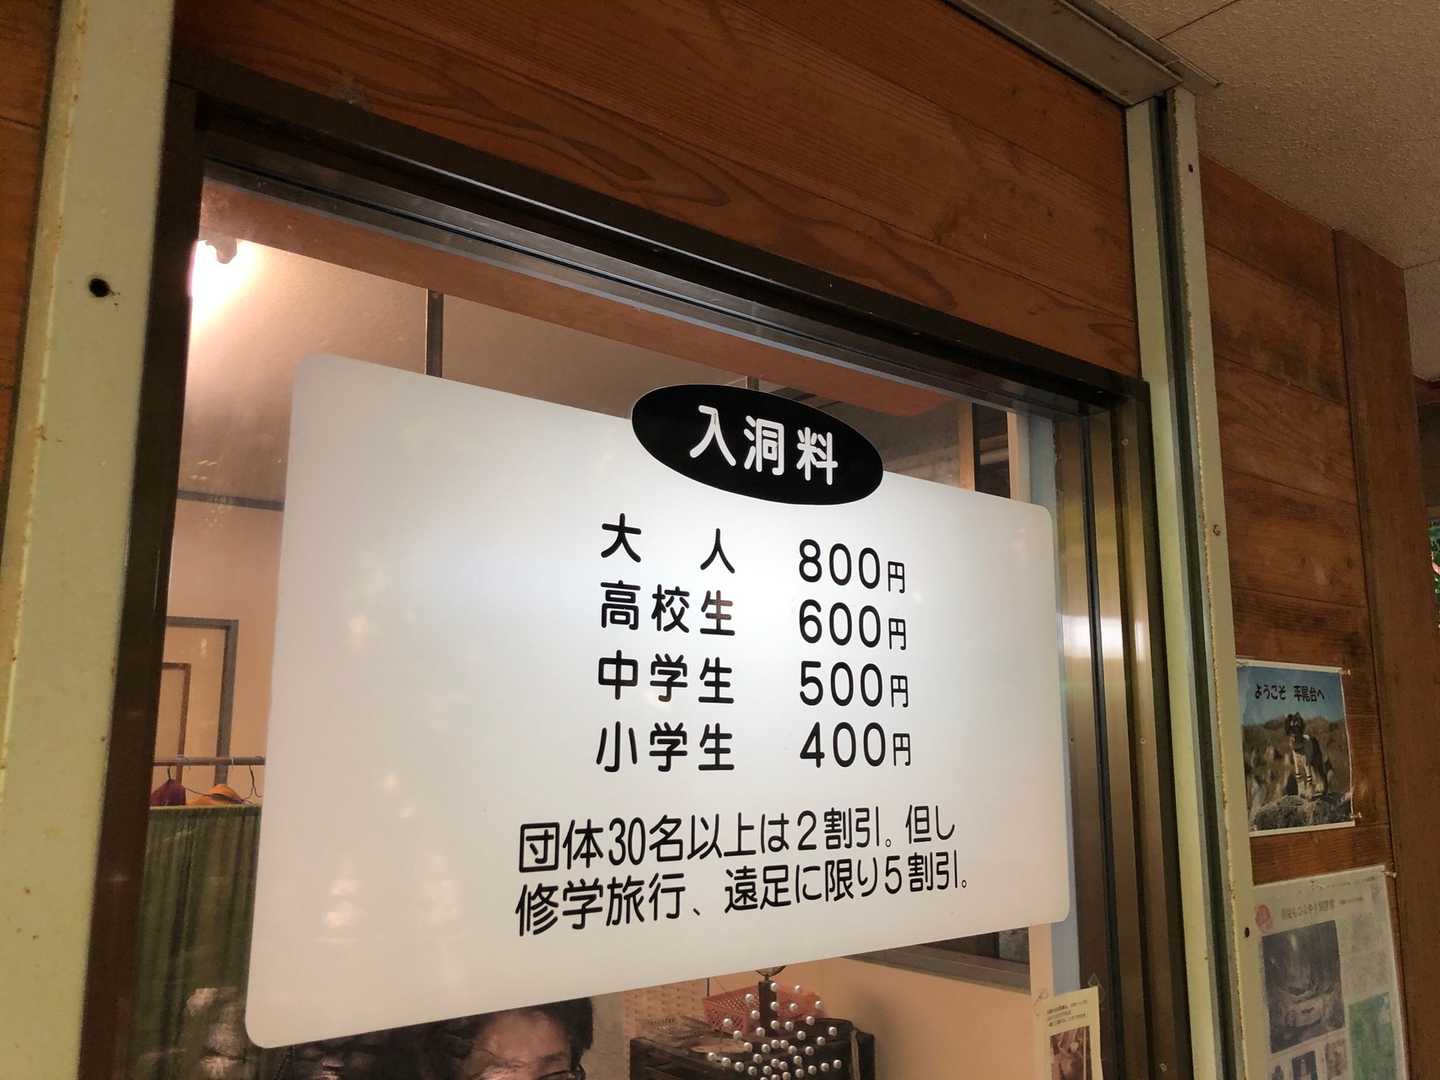 入洞料
大人 800円
高校生 600円
中学生 500円
小学生 400円
団体30名以上は2割引。但し
修学旅行、遠足に限り5割引。
ようこそ 平尾台へ